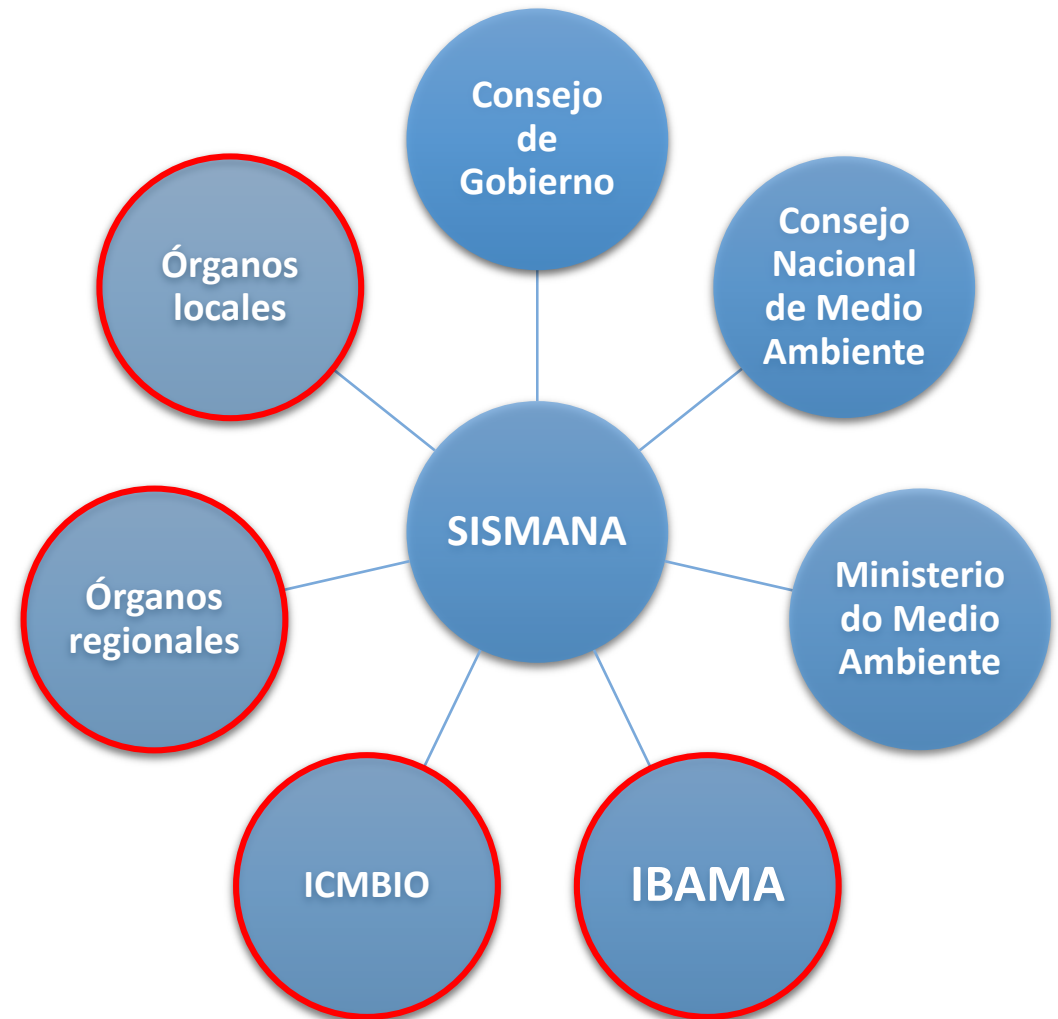 Consejo
de
Gobierno
Consejo
Nacional
de Medio
Ambiente
Ministerio
do Medio
Ambiente
IBAMA
ICMBIO
Órganos
regionales
Órganos
locales
SISMANA